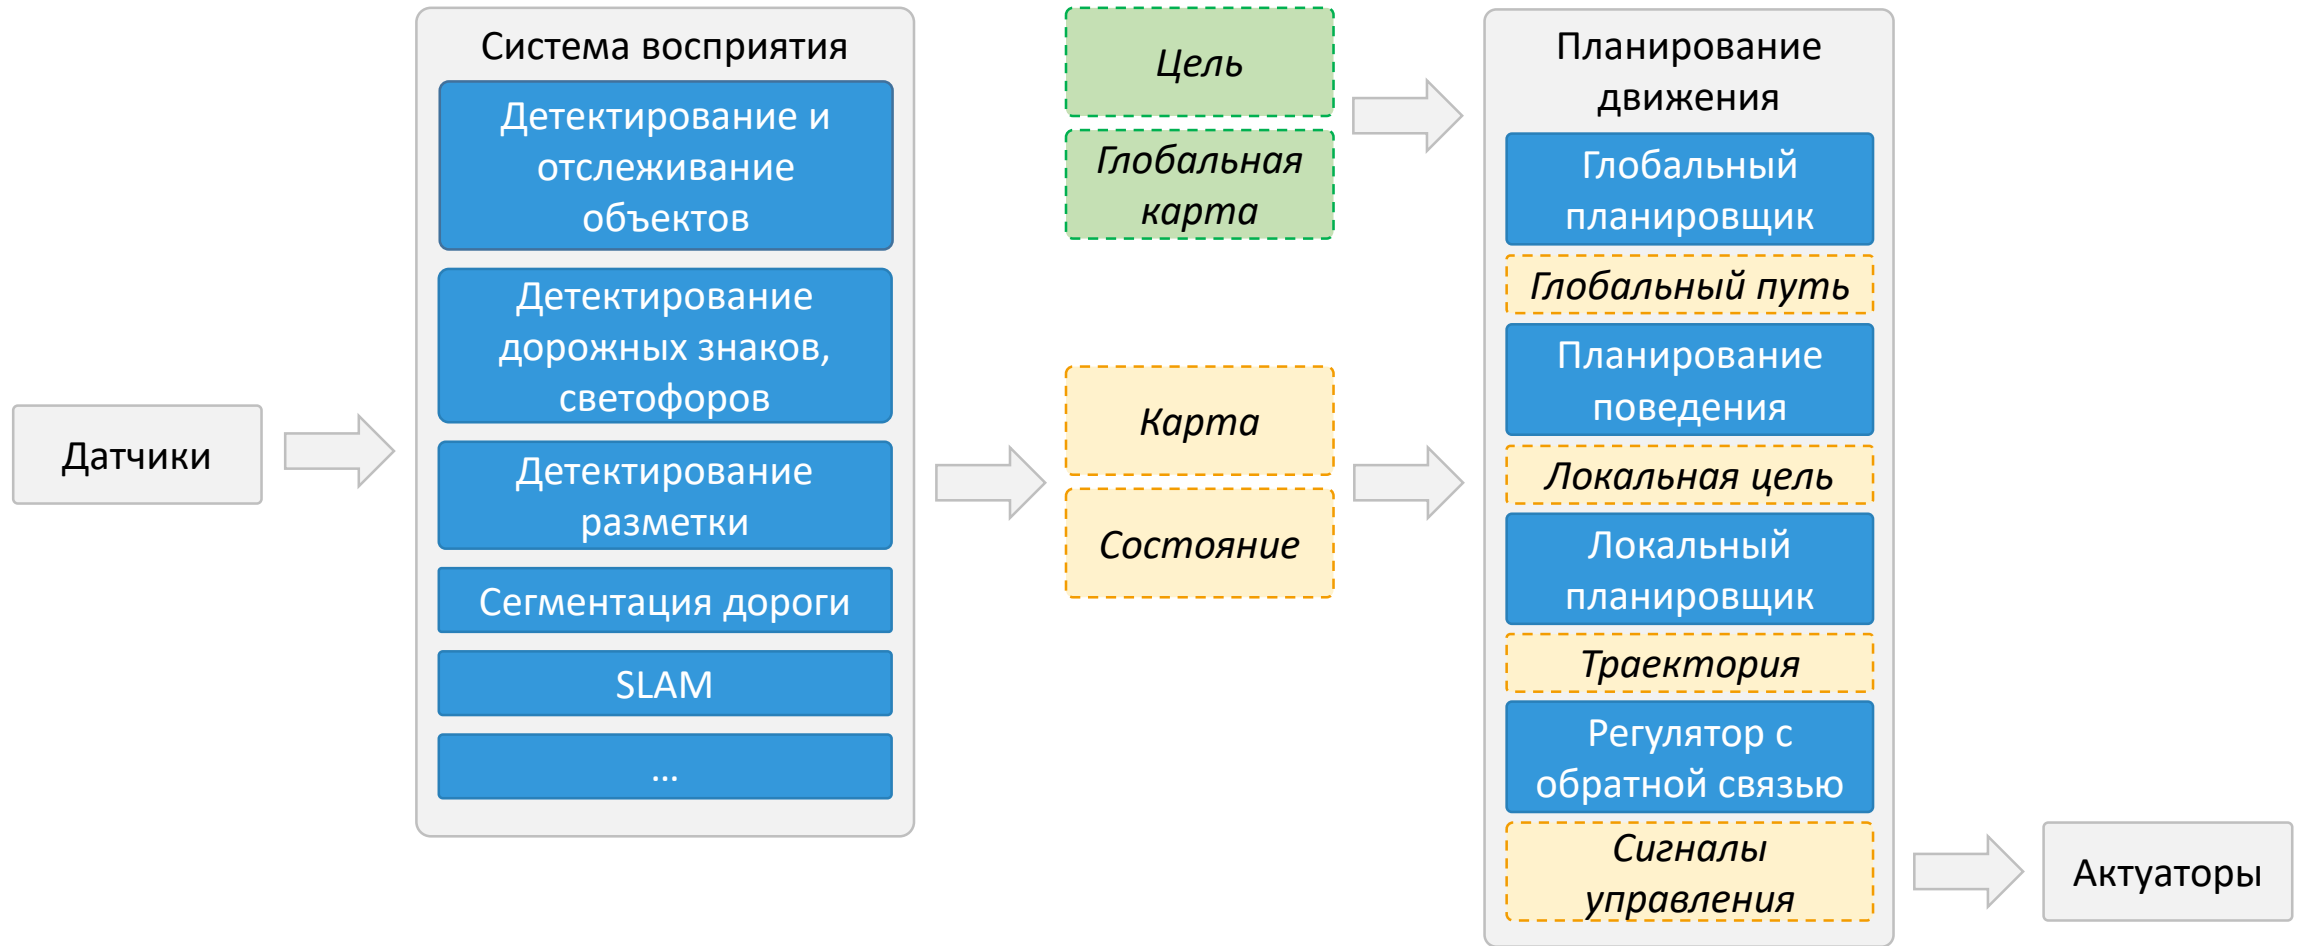 Датчики
Система восприятия
Детектирование и
отслеживание
объектов
Детектирование
дорожных знаков,
светофоров
Детектирование
разметки
Сегментация дороги
SLAM
...
Цель
Глобальная
карта
Карта
Состояние
Планирование
движения
Глобальный
планировщик
Глобальный путь
Планирование
поведения
Локальная цель
Локальный
планировщик
Траектория
Регулятор с
обратной связью
Сигналы
управления
Актуаторы